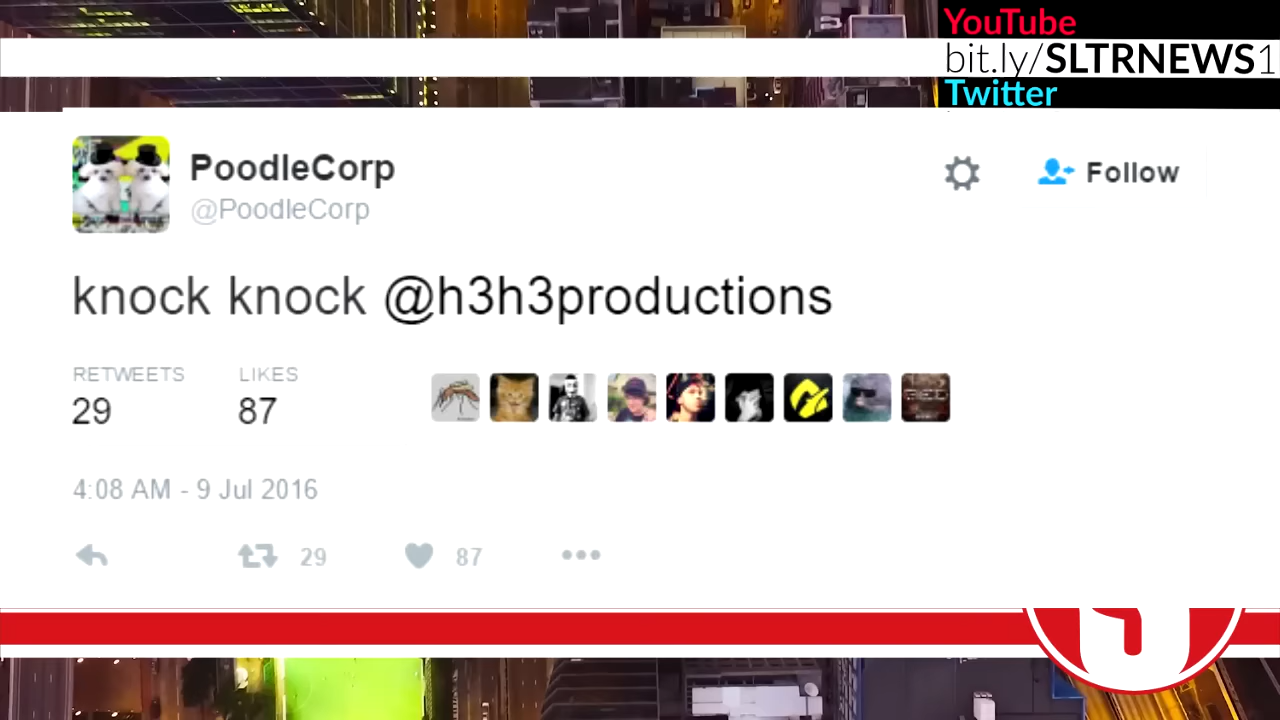 YouTube
bit.ly/SLTRNEWS1
Twitter
PoodleCorp
@PoodleCorp
Follow
knock knock @h3h3productions
RETWEETS LIKES
29 87
4:08 AM - 9 Jul 2016
29 87